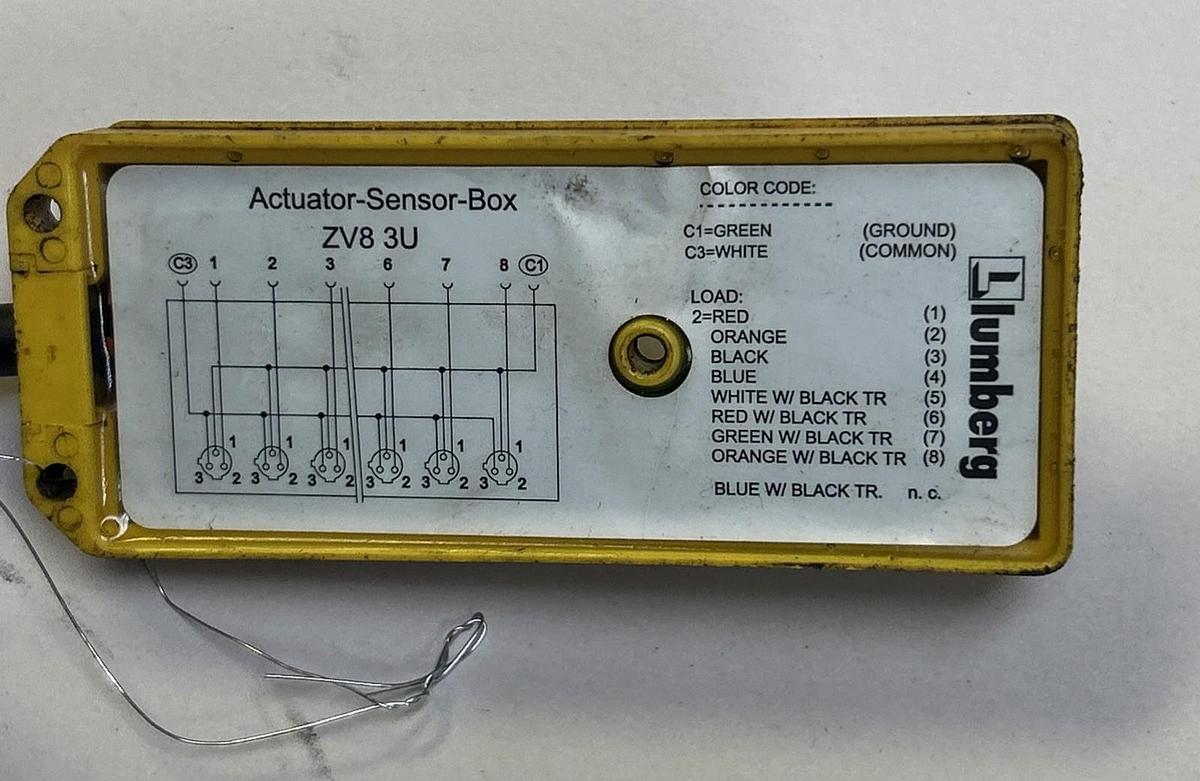 Actuator-Sensor-Box
ZV8 3U
C3 1 2 3 6 7 8 C1
1 1 1 1 1 1
3 2 3 2 3 2 3 2 3 2 3 2
COLOR CODE:
C1=GREEN (GROUND)
C3=WHITE (COMMON)
LOAD:
2=RED (1)
ORANGE (2)
BLACK (3)
BLUE (4)
WHITE W/ BLACK TR (5)
RED W/ BLACK TR (6)
GREEN W/ BLACK TR (7)
ORANGE W/ BLACK TR (8)
BLUE W/ BLACK TR. n. c.
lumberg